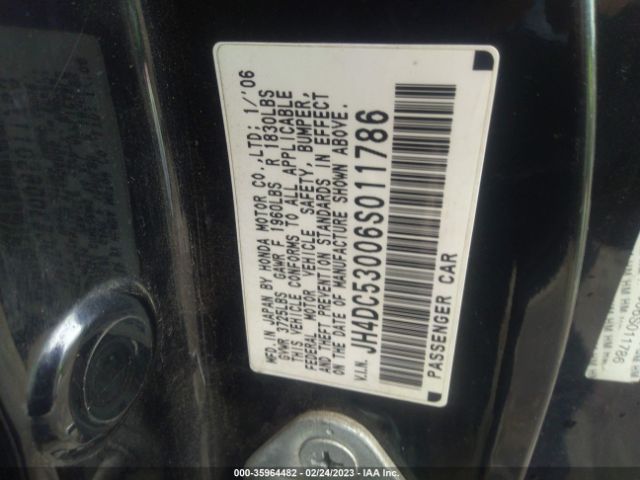 MFD. IN JAPAN BY HONDA MOTOR CO.,LTD; 1/'06
GVWR 3725LBS GAWR F 1960LBS R 1830LBS
THIS VEHICLE CONFORMS TO ALL APPLICABLE
FEDERAL MOTOR VEHICLE SAFETY, BUMPER,
AND THEFT PREVENTION STANDARDS IN EFFECT
ON THE DATE OF MANUFACTURE SHOWN ABOVE.
V.I.N. JH4DC53006S011786
PASSENGER CAR
000-35964482 - 02/24/2023 - IAA Inc.